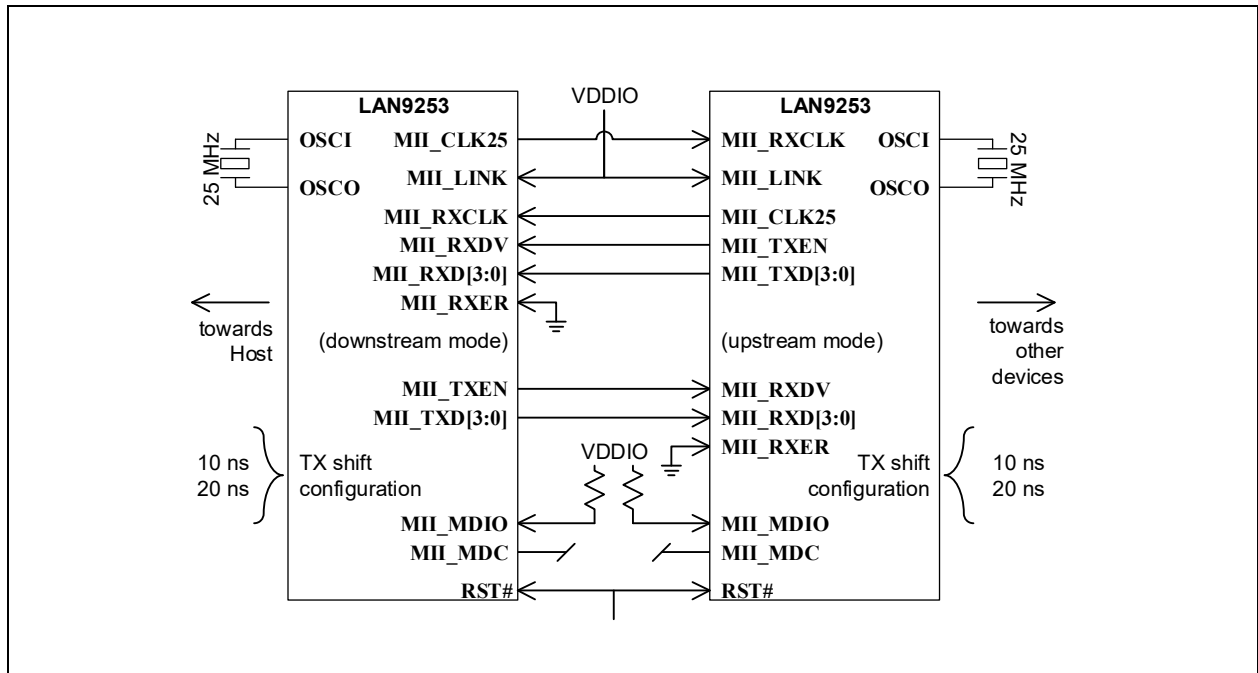 LAN9253
VDDIO
LAN9253
25 MHz
OSCI
MII_CLK25
MII_RXCLK
OSCI
25 MHz
OSCO
MII_LINK
MII_LINK
OSCO
MII_RXCLK
MII_CLK25
MII_RXDV
MII_TXEN
MII_RXD[3:0]
MII_TXD[3:0]
MII_RXER
towards
Host
(downstream mode)
(upstream mode)
towards
other
devices
MII_TXEN
MII_RXDV
MII_TXD[3:0]
MII_RXD[3:0]
VDDIO
MII_RXER
10 ns
20 ns
TX shift
configuration
TX shift
configuration
10 ns
20 ns
MII_MDIO
MII_MDIO
MII_MDC
MII_MDC
RST#
RST#